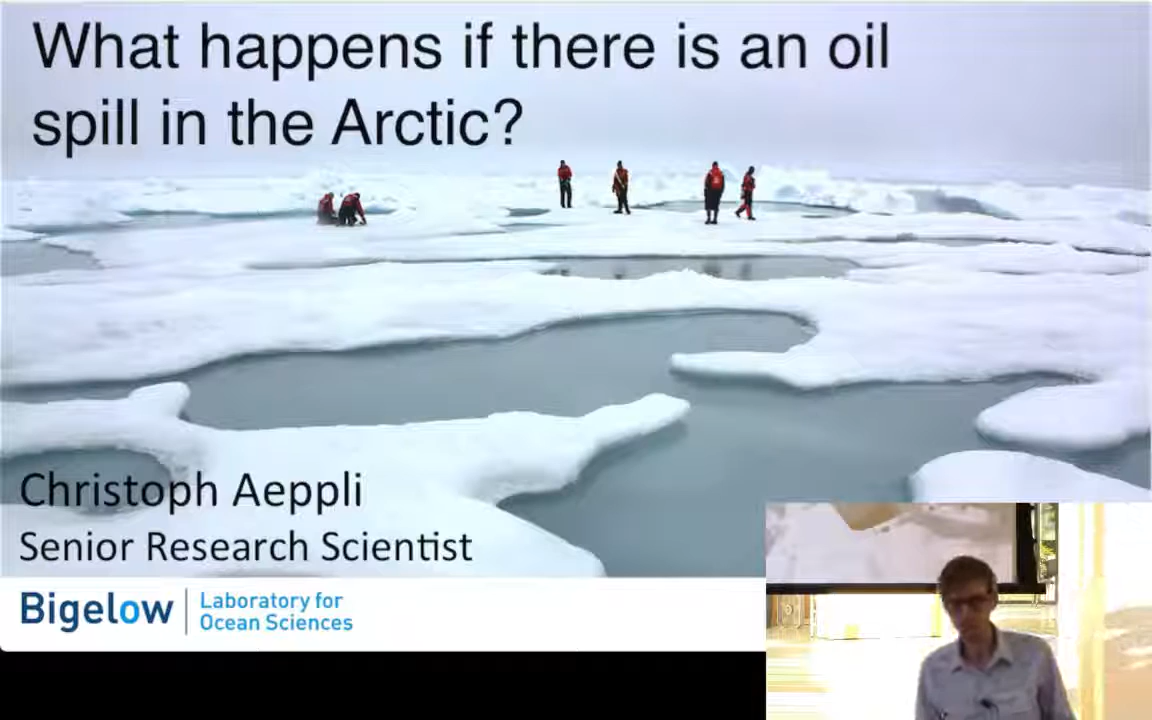 What happens if there is an oil
spill in the Arctic?
Christoph Aeppli
Senior Research Scientist
Bigelow
Laboratory for
Ocean Sciences